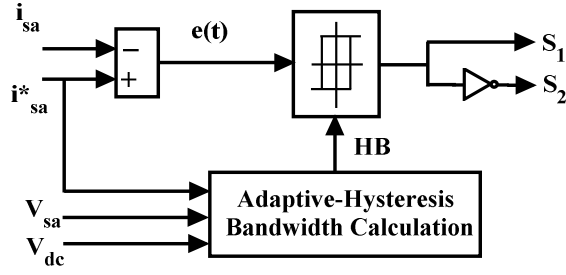 i_sa
e(t)
S_1
i*_sa
S_2
HB
Adaptive-Hysteresis
Bandwidth Calculation
V_sa
V_dc
−
+